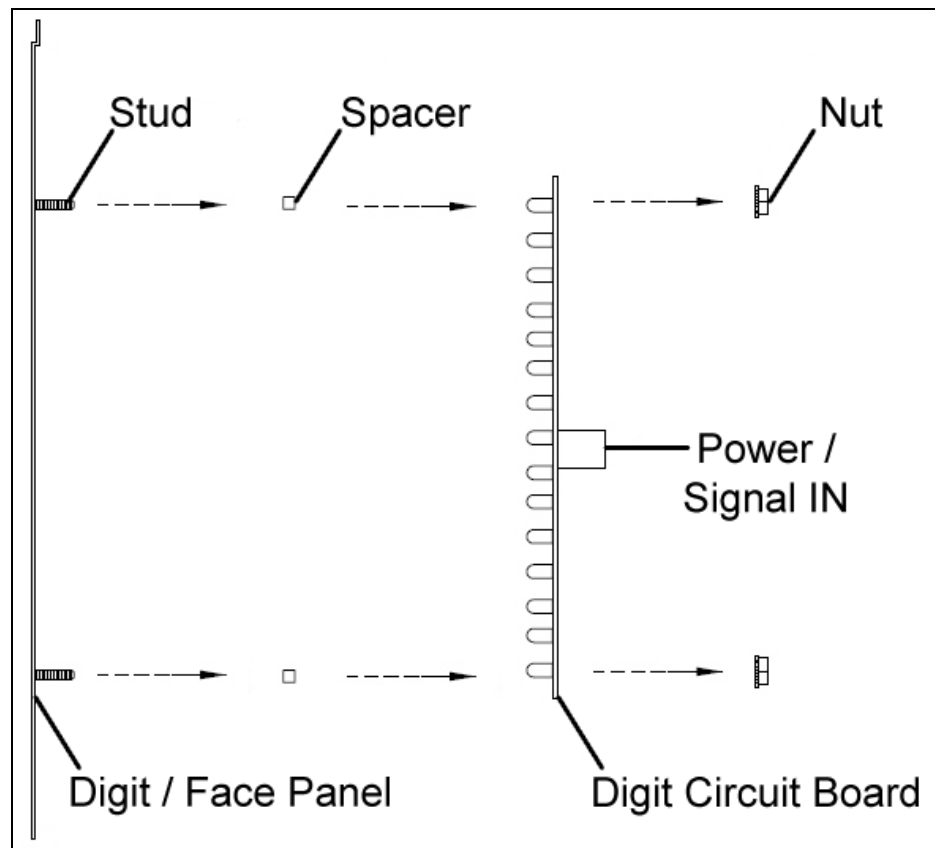 Stud
Spacer
Nut
Power /
Signal IN
Digit / Face Panel
Digit Circuit Board